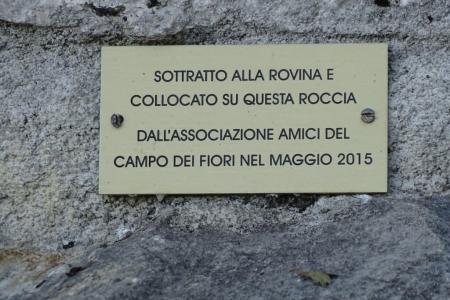 SOTTRATTO ALLA ROVINA E
COLLOCATO SU QUESTA ROCCIA
DALL'ASSOCIAZIONE AMICI DEL
CAMPO DEI FIORI NEL MAGGIO 2015